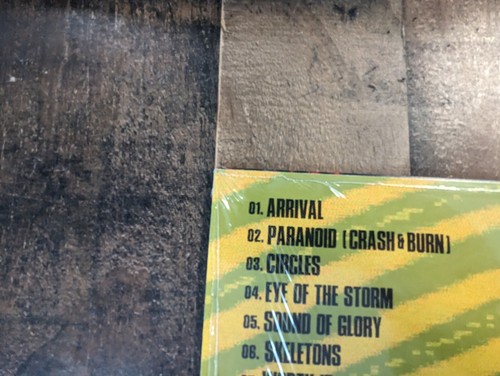 01. ARRIVAL
02. PARANOID (CRASH & BURN)
03. CIRCLES
04. EYE OF THE STORM
05. SOUND OF GLORY
06. SKELETONS